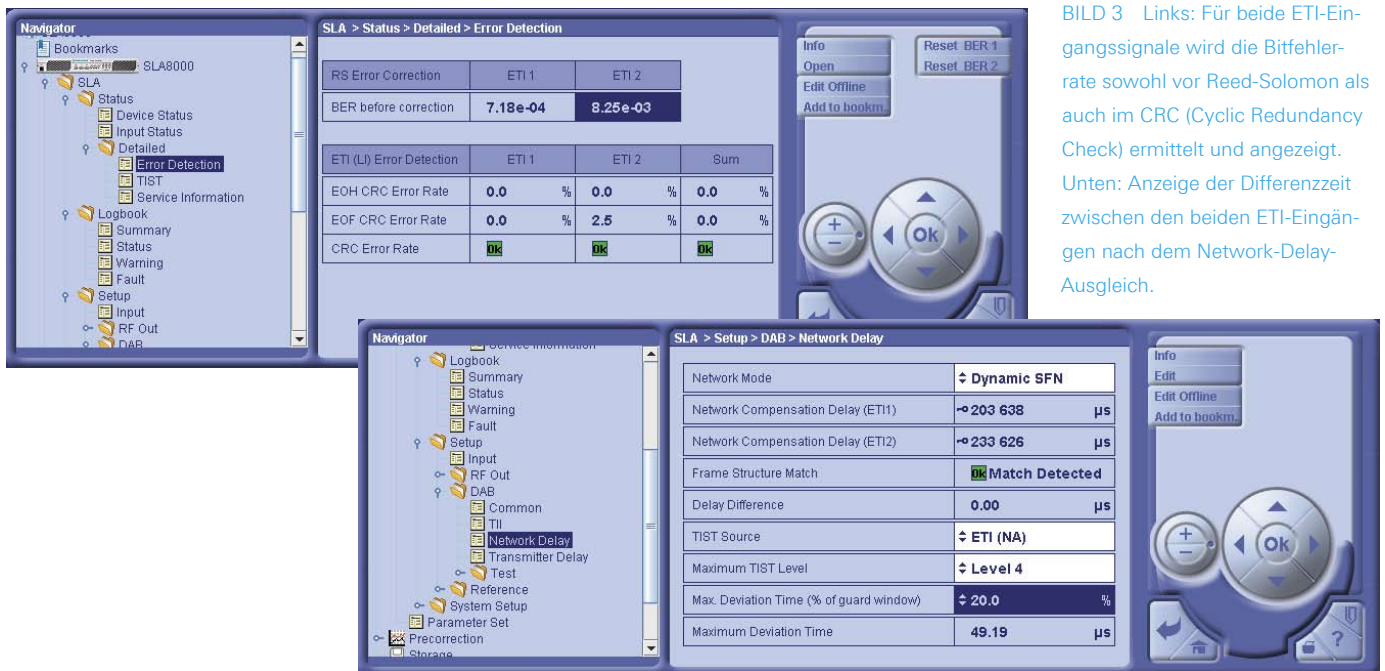 Navigator
Bookmarks
SLA8000
SLA
Status
Device Status
Input Status
Detailed
Error Detection
TIST
Service Information
Logbook
Summary
Status
Warning
Fault
Setup
Input
RF Out
DAB
SLA > Status > Detailed > Error Detection
RS Error Correction ETI 1 ETI 2
BER before correction 7.18e-04 8.25e-03
ETI (LI) Error Detection ETI 1 ETI 2 Sum
EOH CRC Error Rate 0.0 % 0.0 % 0.0 %
EOF CRC Error Rate 0.0 % 2.5 % 0.0 %
CRC Error Rate Ok Ok Ok
Info
Open
Edit Offline
Add to bookm.
Reset BER 1
Reset BER 2
+
−
Ok
BILD 3 Links: Für beide ETI-Ein-
gangssignale wird die Bitfehler-
rate sowohl vor Reed-Solomon als
auch im CRC (Cyclic Redundancy
Check) ermittelt und angezeigt.
Unten: Anzeige der Differenzzeit
zwischen den beiden ETI-Eingän-
gen nach dem Network-Delay-
Ausgleich.
Navigator
Service Information
Logbook
Summary
Status
Warning
Fault
Setup
Input
RF Out
DAB
Common
TII
Network Delay
Transmitter Delay
Test
Reference
System Setup
Parameter Set
Precorrection
Storage
SLA > Setup > DAB > Network Delay
Network Mode Dynamic SFN
Network Compensation Delay (ETI1) 203 638 µs
Network Compensation Delay (ETI2) 233 626 µs
Frame Structure Match Ok Match Detected
Delay Difference 0.00 µs
TIST Source ETI (NA)
Maximum TIST Level Level 4
Max. Deviation Time (% of guard window) 20.0 %
Maximum Deviation Time 49.19 µs
Info
Edit
Edit Offline
Add to bookm.
+
−
Ok
?